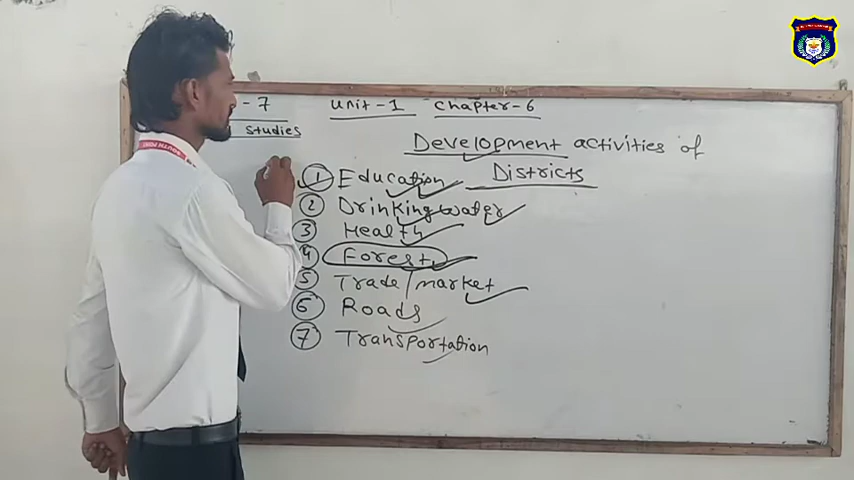 - 7 unit - 1 chapter - 6
studies
Development activities of
Districts
1 Education
2 Drinking water
3 Health
4 Forest
5 Trade / market
6 Roads
7 Transportation